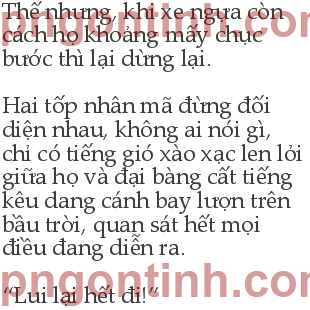 Thế nhưng, khi xe ngựa còn
cách họ khoảng mấy chục
bước thì lại dừng lại.
Hai tốp nhân mã đừng đối
diện nhau, không ai nói gì,
chỉ có tiếng gió xào xạc len lỏi
giữa họ và đại bàng cất tiếng
kêu dang cánh bay lượn trên
bầu trời, quan sát hết mọi
điều đang diễn ra.
“Lui lại hết đi!”
pngontinh.com
pngontinh.com